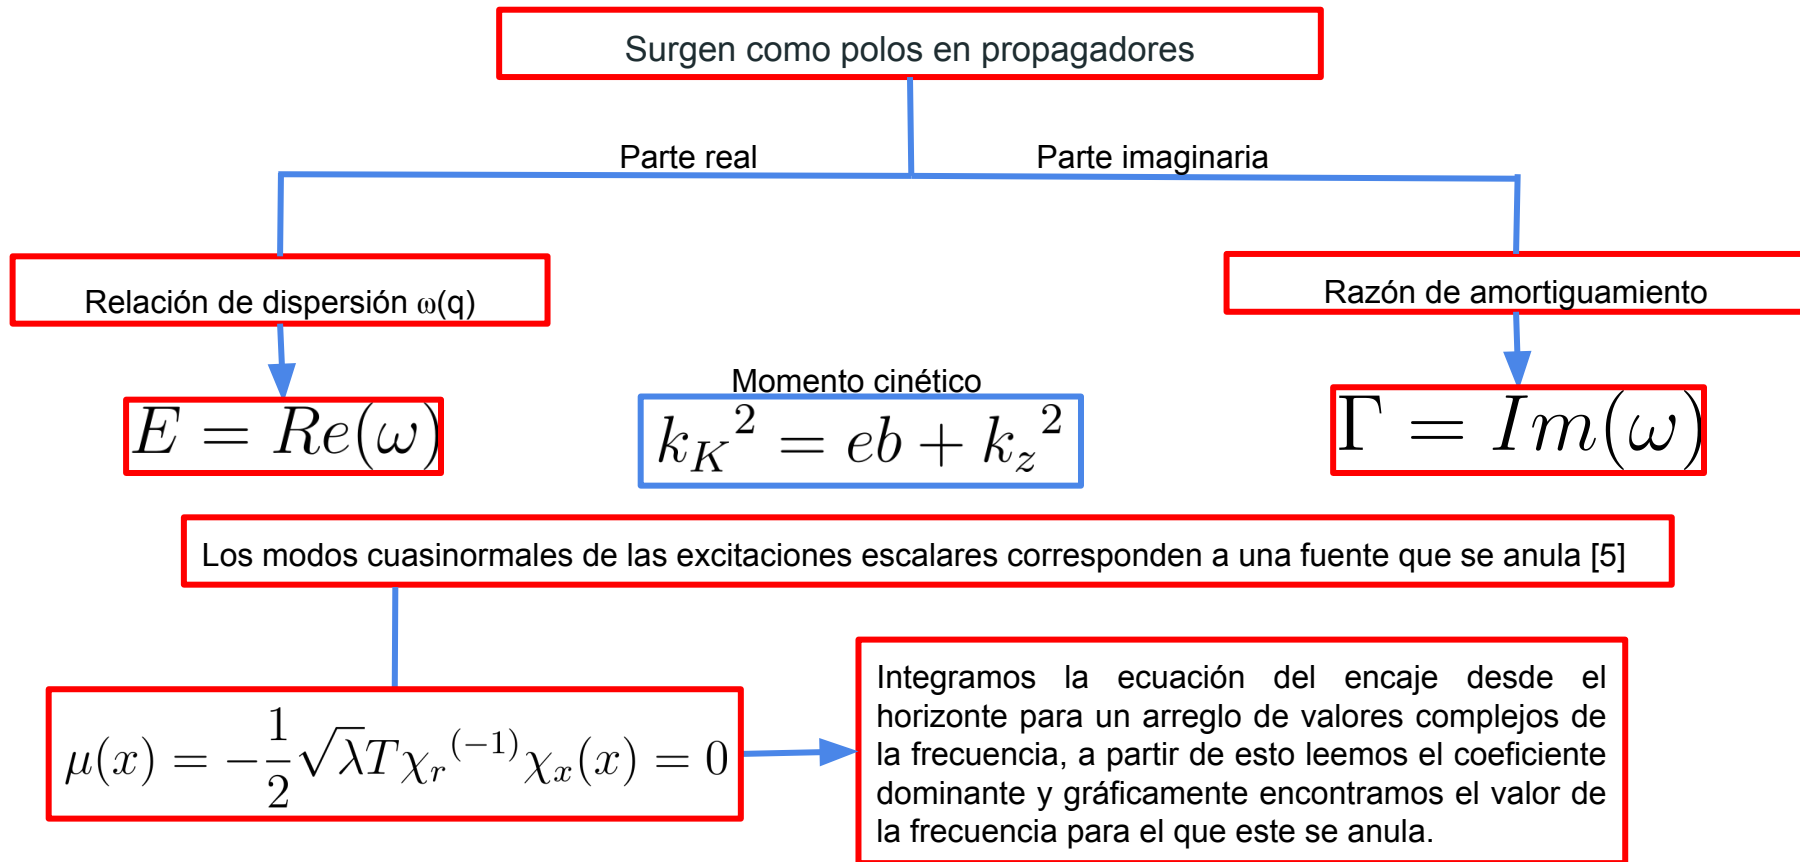 Surgen como polos en propagadores
Parte real
Parte imaginaria
Relación de dispersión ω(q)
Razón de amortiguamiento
E = Re(ω)
Momento cinético
k_K^2 = eb + k_z^2
Γ = Im(ω)
Los modos cuasinormales de las excitaciones escalares corresponden a una fuente que se anula [5]
μ(x) = -\frac{1}{2}\sqrt{λ}Tχ_r^{(-1)}χ_x(x) = 0
Integramos la ecuación del encaje desde el
horizonte para un arreglo de valores complejos de
la frecuencia, a partir de esto leemos el coeficiente
dominante y gráficamente encontramos el valor de
la frecuencia para el que este se anula.